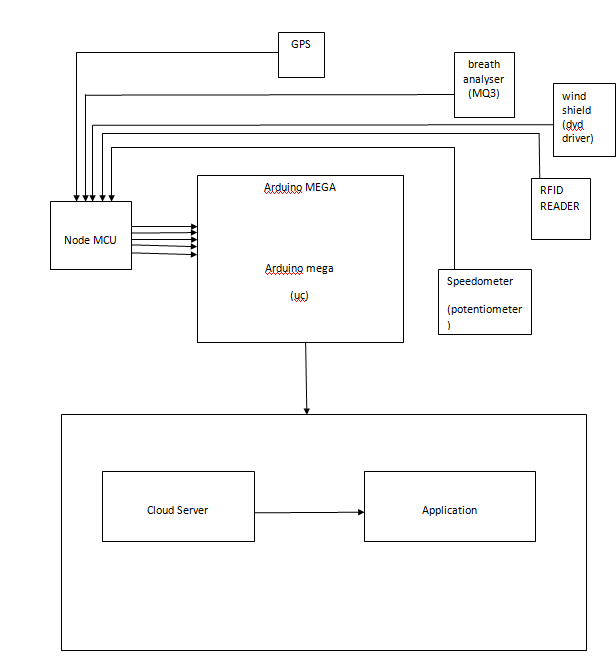 GPS
breath
analyser
(MQ3)
wind
shield
(dvd
driver)
RFID
READER
Arduino MEGA
Node MCU
Arduino mega
(uc)
Speedometer
(potentiometer
)
Cloud Server
Application